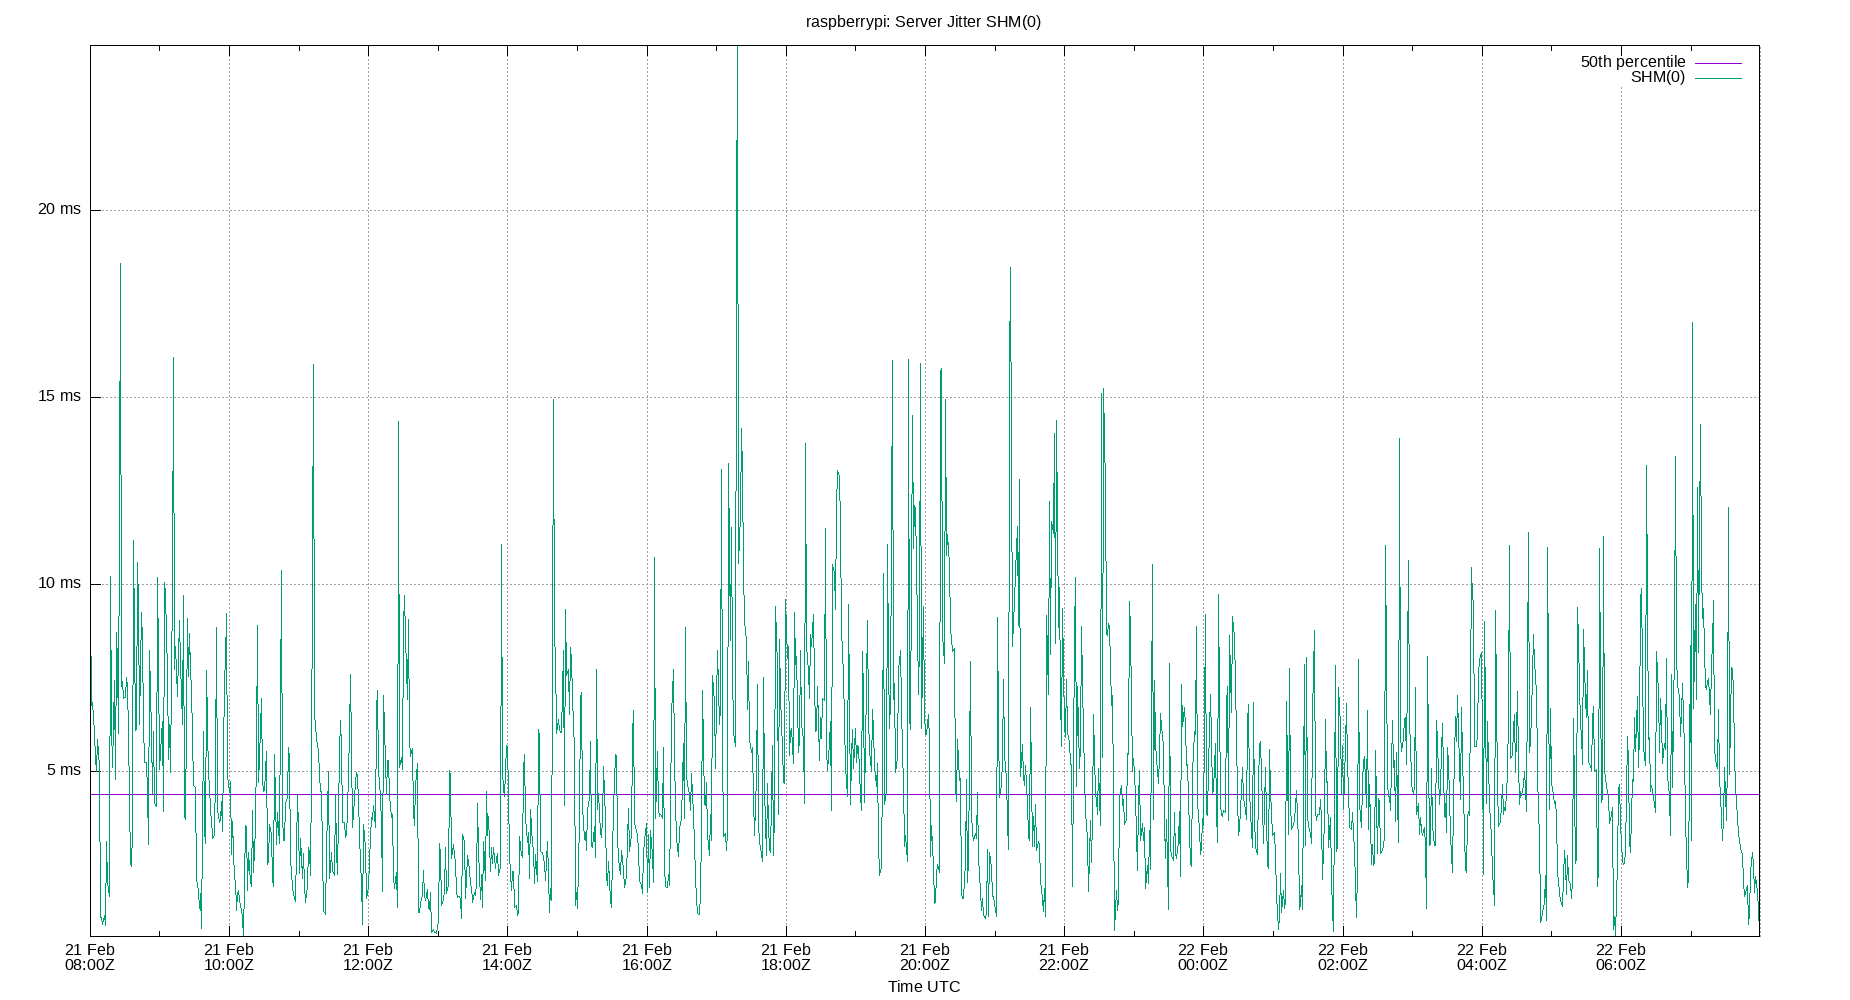 raspberrypi: Server Jitter SHM(0)
50th percentile
SHM(0)
20 ms
15 ms
10 ms
5 ms
21 Feb 21 Feb 21 Feb 21 Feb 21 Feb 21 Feb 21 Feb 21 Feb 22 Feb 22 Feb 22 Feb 22 Feb
08:00Z 10:00Z 12:00Z 14:00Z 16:00Z 18:00Z 20:00Z 22:00Z 00:00Z 02:00Z 04:00Z 06:00Z
Time UTC